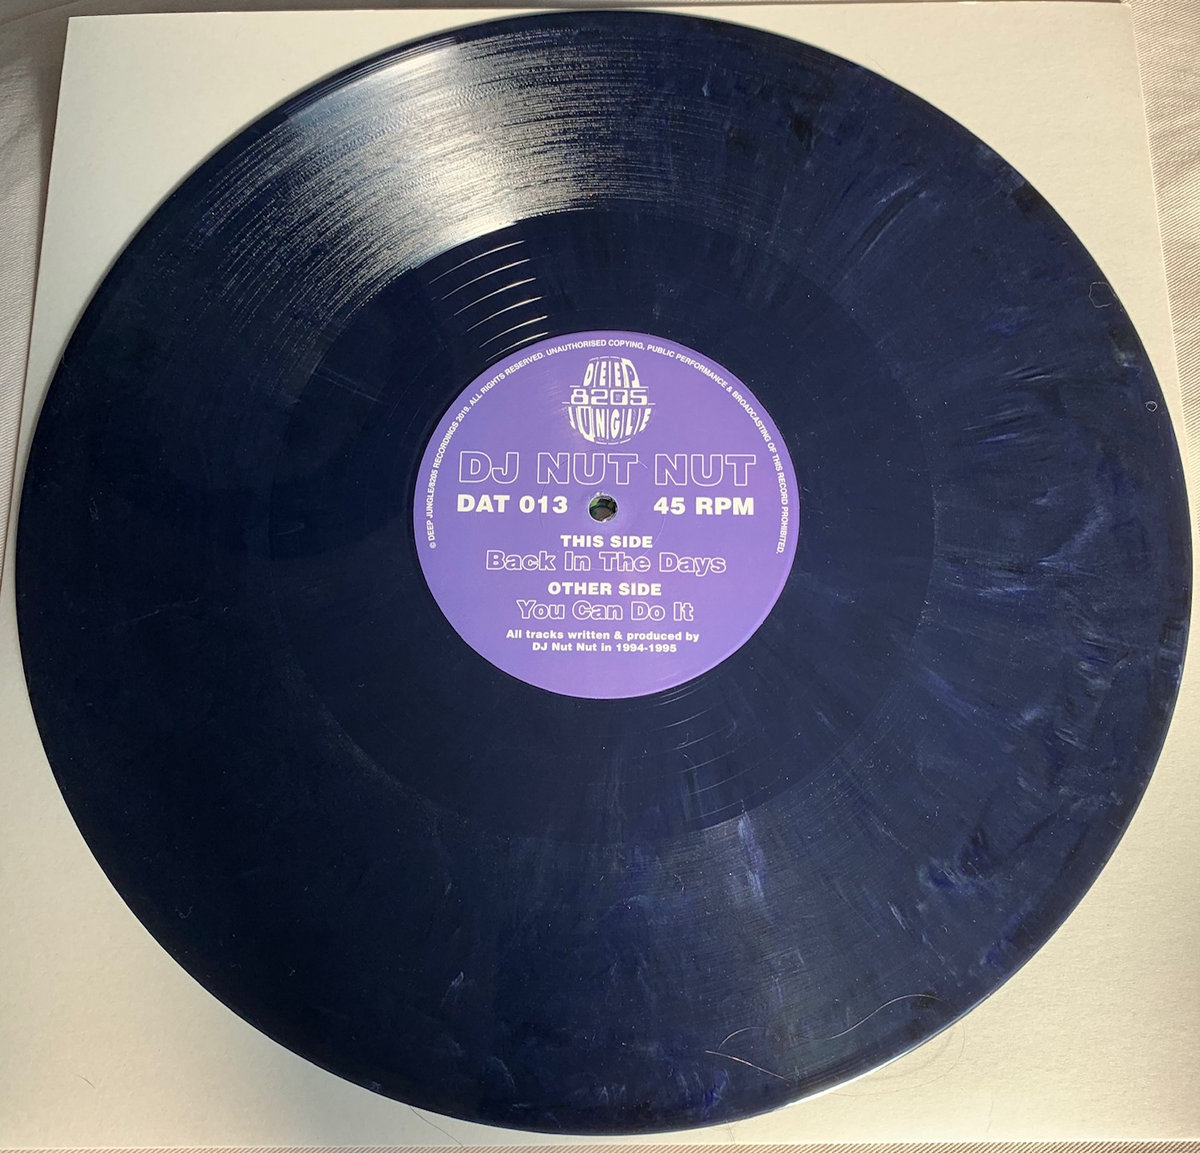 © DEEP JUNGLE/8205 RECORDINGS 2019. ALL RIGHTS RESERVED. UNAUTHORISED COPYING, PUBLIC PERFORMANCE & BROADCASTING OF THIS RECORD PROHIBITED.
DEEP
8205
JUNGLE
DJ NUT NUT
DAT 013 45 RPM
THIS SIDE
Back In The Days
OTHER SIDE
You Can Do It
All tracks written & produced by
DJ Nut Nut in 1994-1995